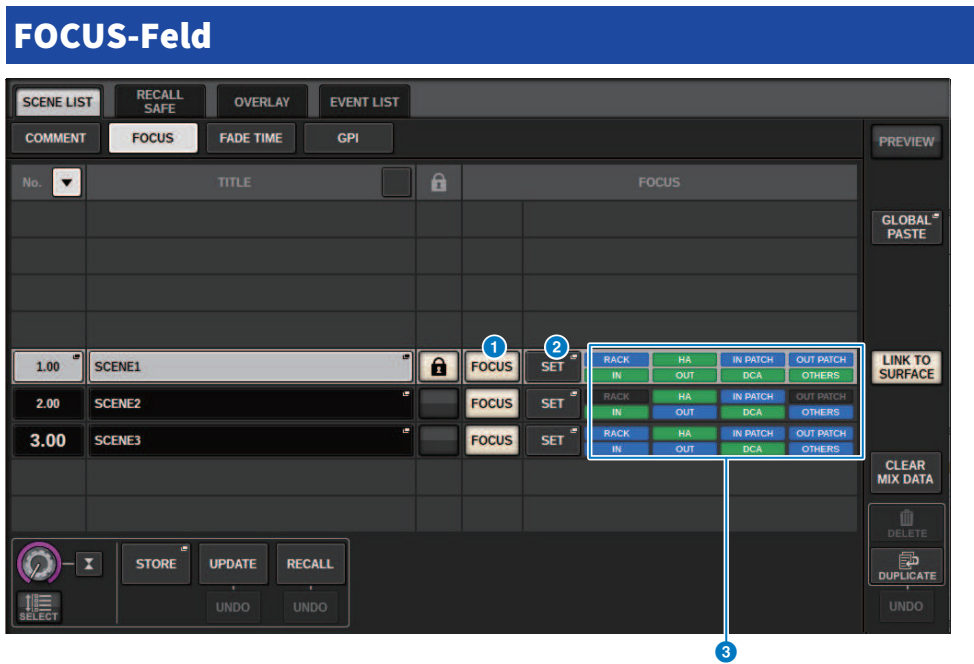 FOCUS-Feld
SCENE LIST
RECALL
SAFE
OVERLAY
EVENT LIST
COMMENT
FOCUS
FADE TIME
GPI
PREVIEW
No.
TITLE
FOCUS
GLOBAL
PASTE
1
2
1.00
SCENE1
FOCUS
SET
RACK HA IN PATCH OUT PATCH
IN OUT DCA OTHERS
LINK TO
SURFACE
2.00
SCENE2
FOCUS
SET
RACK HA IN PATCH OUT PATCH
IN OUT DCA OTHERS
3.00
SCENE3
FOCUS
SET
RACK HA IN PATCH OUT PATCH
IN OUT DCA OTHERS
CLEAR
MIX DATA
DELETE
STORE
UPDATE
RECALL
DUPLICATE
SELECT
UNDO
UNDO
UNDO
3